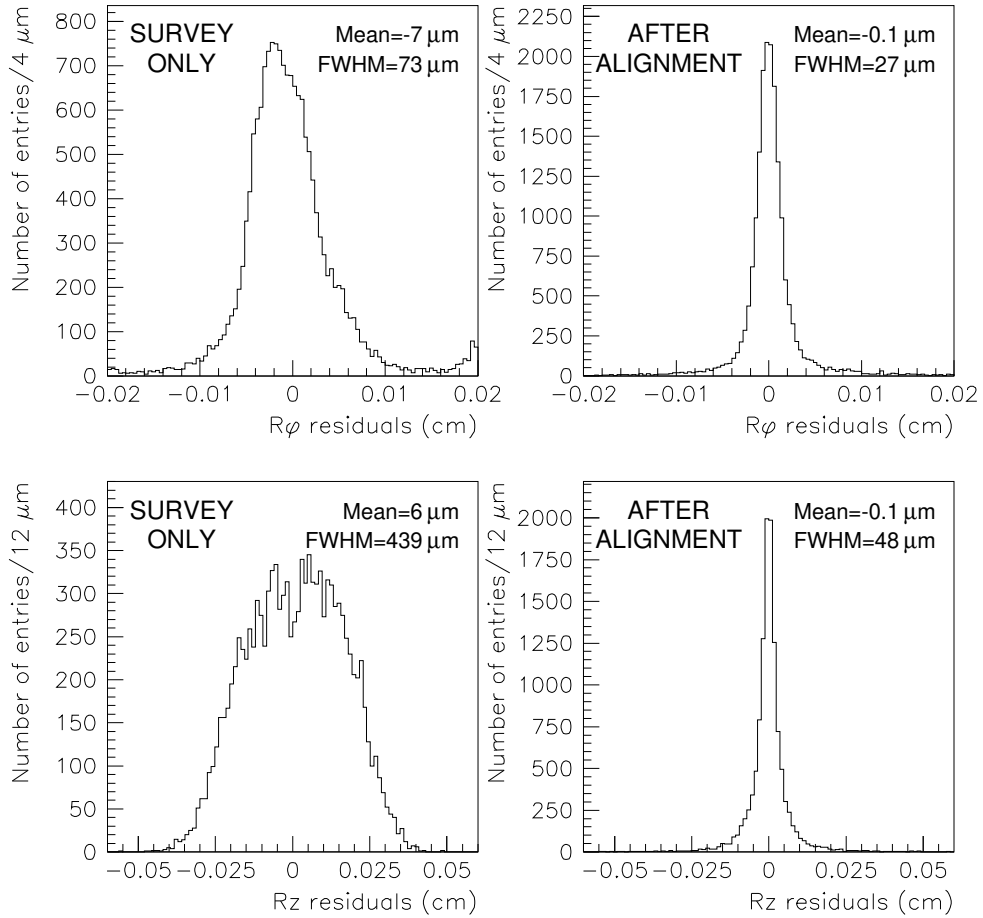 Number of entries/4 μm
800
700
600
500
400
300
200
100
0
SURVEY
ONLY
Mean=-7 μm
FWHM=73 μm
−0.02 −0.01 0 0.01 0.02
Rφ residuals (cm)
Number of entries/4 μm
2250
2000
1750
1500
1250
1000
750
500
250
0
AFTER
ALIGNMENT
Mean=-0.1 μm
FWHM=27 μm
−0.02 −0.01 0 0.01 0.02
Rφ residuals (cm)
Number of entries/12 μm
400
350
300
250
200
150
100
50
0
SURVEY
ONLY
Mean=6 μm
FWHM=439 μm
−0.05 −0.025 0 0.025 0.05
Rz residuals (cm)
Number of entries/12 μm
2000
1750
1500
1250
1000
750
500
250
0
AFTER
ALIGNMENT
Mean=-0.1 μm
FWHM=48 μm
−0.05 −0.025 0 0.025 0.05
Rz residuals (cm)